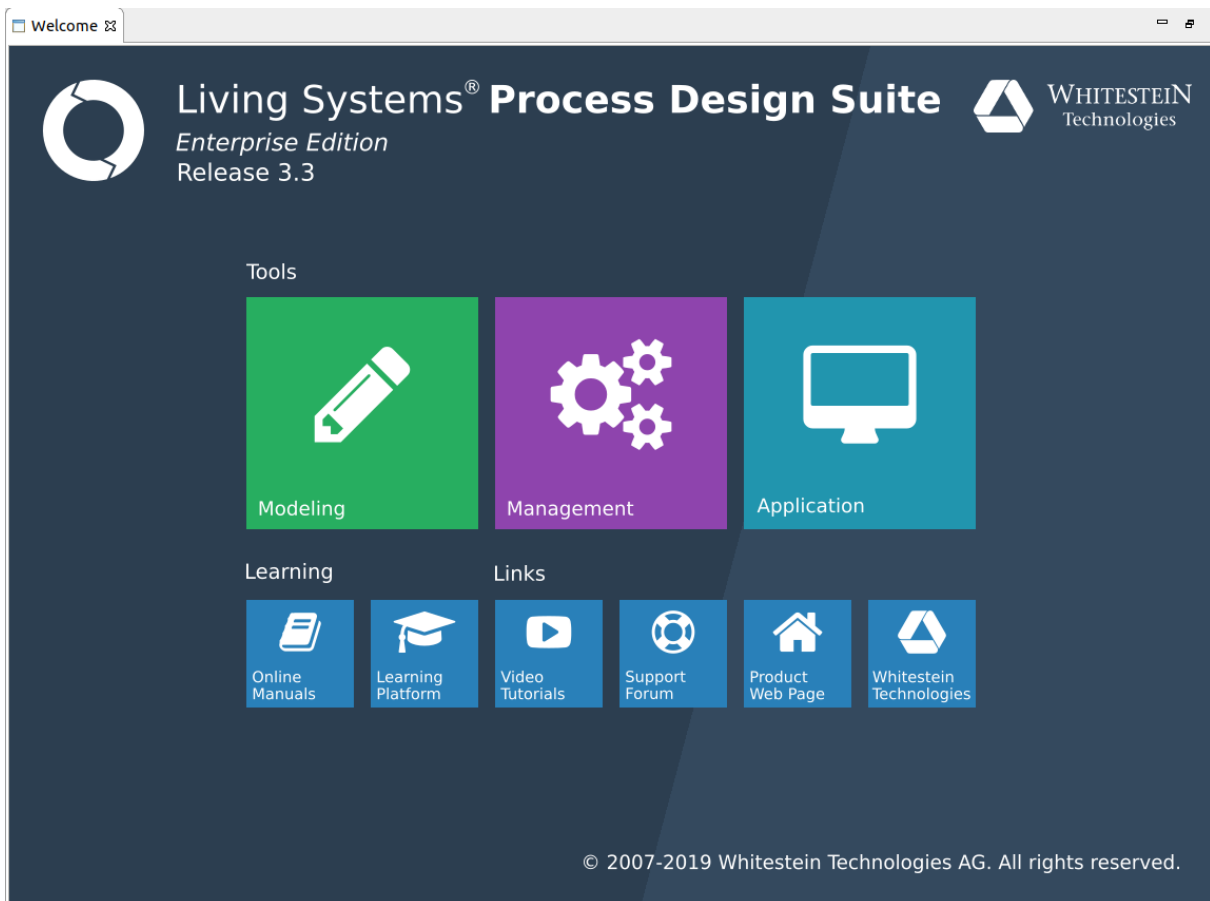 Welcome
Living Systems® Process Design Suite
Enterprise Edition
Release 3.3
WHITESTEIN
Technologies
Tools
Modeling
Management
Application
Learning
Links
Online
Manuals
Learning
Platform
Video
Tutorials
Support
Forum
Product
Web Page
Whitestein
Technologies
© 2007-2019 Whitestein Technologies AG. All rights reserved.